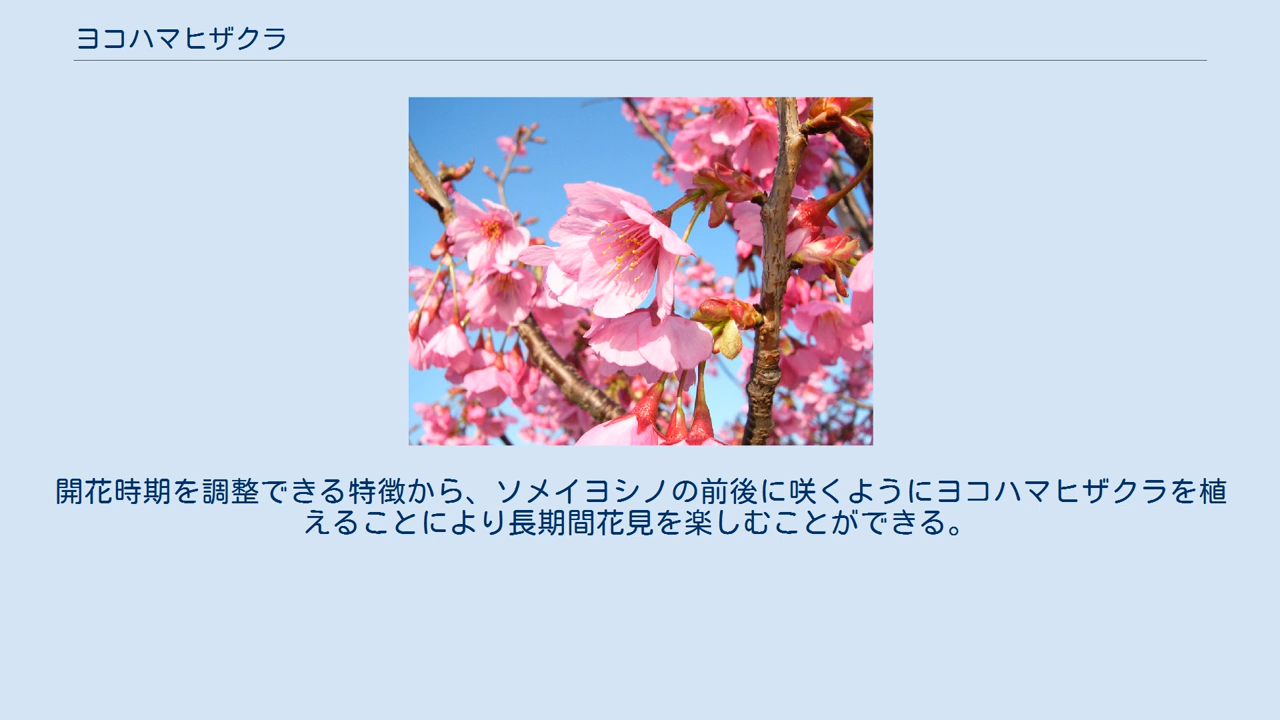 ヨコハマヒザクラ
開花時期を調整できる特徴から、ソメイヨシノの前後に咲くようにヨコハマヒザクラを植
えることにより長期間花見を楽しむことができる。